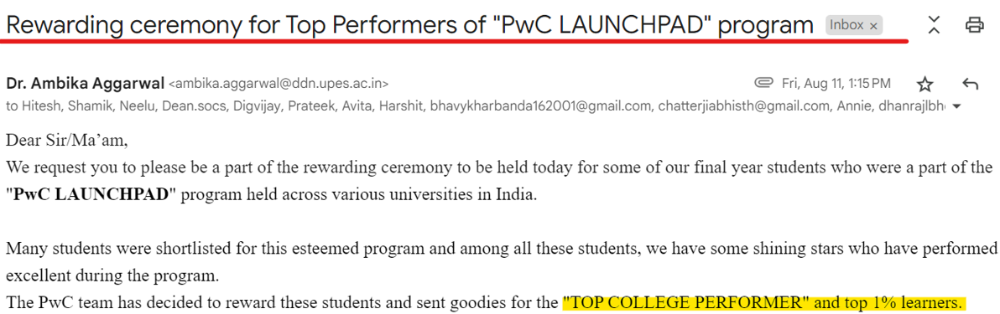 Rewarding ceremony for Top Performers of "PwC LAUNCHPAD" program Inbox x
Dr. Ambika Aggarwal <ambika.aggarwal@ddn.upes.ac.in> Fri, Aug 11, 1:15 PM
to Hitesh, Shamik, Neelu, Dean.socs, Digvijay, Prateek, Avita, Harshit, bhavykharbanda162001@gmail.com, chatterjiabhisth@gmail.com, Annie,
Dear Sir/Ma’am,
We request you to please be a part of the rewarding ceremony to be held today for some of our final year students who were a part of the
"PwC LAUNCHPAD" program held across various universities in India.
Many students were shortlisted for this esteemed program and among all these students, we have some shining stars who have performed
excellent during the program.
The PwC team has decided to reward these students and sent goodies for the "TOP COLLEGE PERFORMER" and top 1% learners.